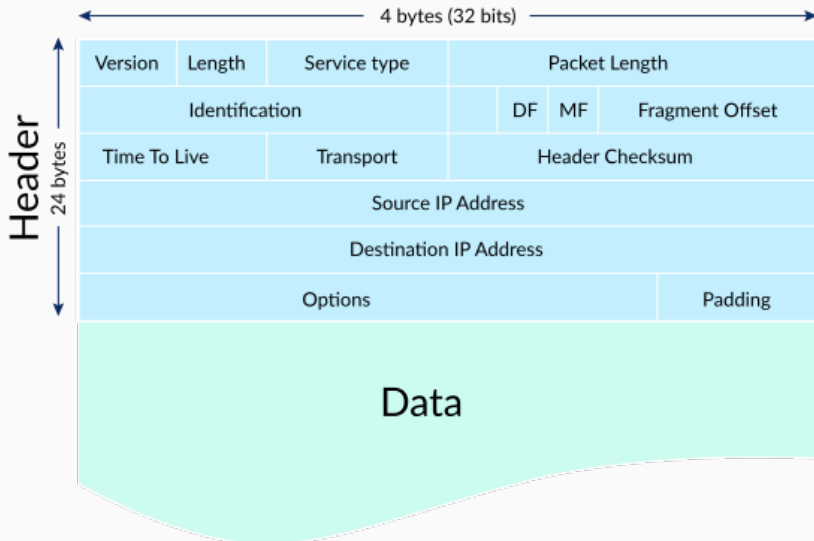 4 bytes (32 bits)
Header
24 bytes
Version Length Service type Packet Length
Identification DF MF Fragment Offset
Time To Live Transport Header Checksum
Source IP Address
Destination IP Address
Options Padding
Data